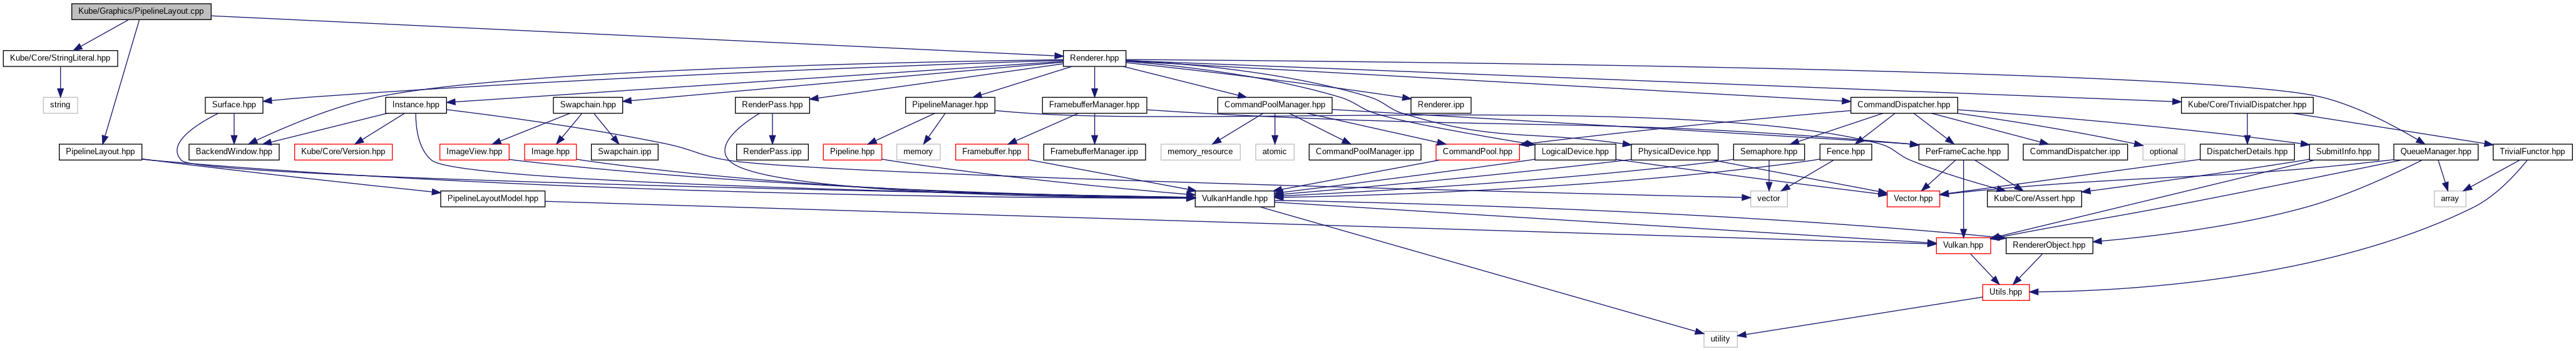 Kube/Graphics/PipelineLayout.cpp
Kube/Core/StringLiteral.hpp
Renderer.hpp
string
Surface.hpp
Instance.hpp
Swapchain.hpp
RenderPass.hpp
PipelineManager.hpp
FramebufferManager.hpp
CommandPoolManager.hpp
Renderer.ipp
CommandDispatcher.hpp
Kube/Core/TrivialDispatcher.hpp
PipelineLayout.hpp
BackendWindow.hpp
Kube/Core/Version.hpp
ImageView.hpp
Image.hpp
Swapchain.ipp
RenderPass.ipp
Pipeline.hpp
memory
Framebuffer.hpp
FramebufferManager.ipp
memory_resource
atomic
CommandPoolManager.ipp
CommandPool.hpp
LogicalDevice.hpp
PhysicalDevice.hpp
Semaphore.hpp
Fence.hpp
PerFrameCache.hpp
CommandDispatcher.ipp
optional
DispatcherDetails.hpp
SubmitInfo.hpp
QueueManager.hpp
TrivialFunctor.hpp
PipelineLayoutModel.hpp
VulkanHandle.hpp
vector
Vector.hpp
Kube/Core/Assert.hpp
array
Vulkan.hpp
RendererObject.hpp
Utils.hpp
utility